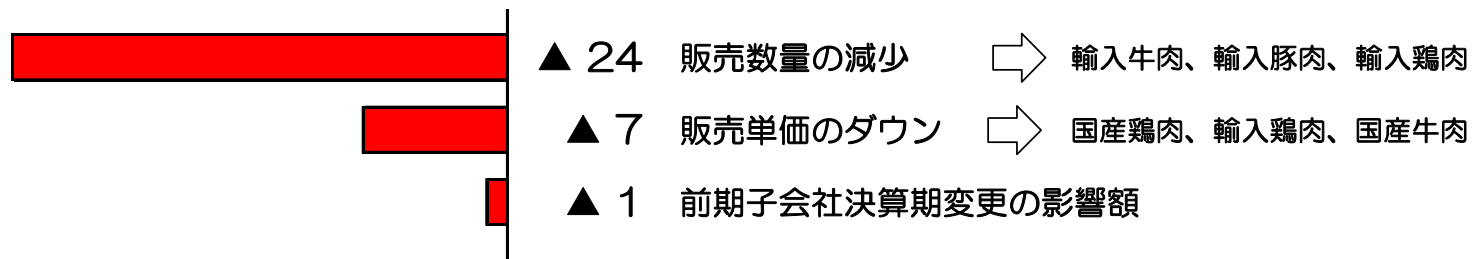 ▲ 24 販売数量の減少 ⇨ 輸入牛肉、輸入豚肉、輸入鶏肉
▲ 7 販売単価のダウン ⇨ 国産鶏肉、輸入鶏肉、国産牛肉
▲ 1 前期子会社決算期変更の影響額